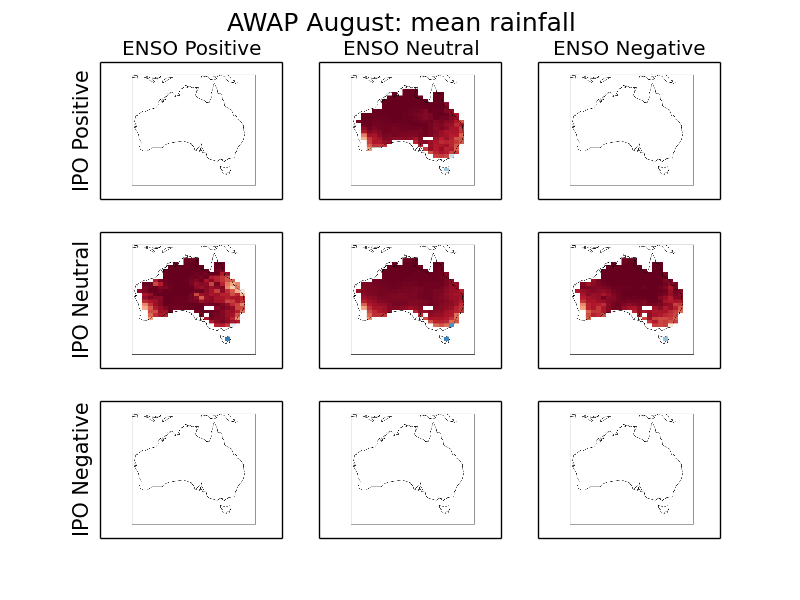 AWAP August: mean rainfall
ENSO Positive
ENSO Neutral
ENSO Negative
IPO Positive
IPO Neutral
IPO Negative